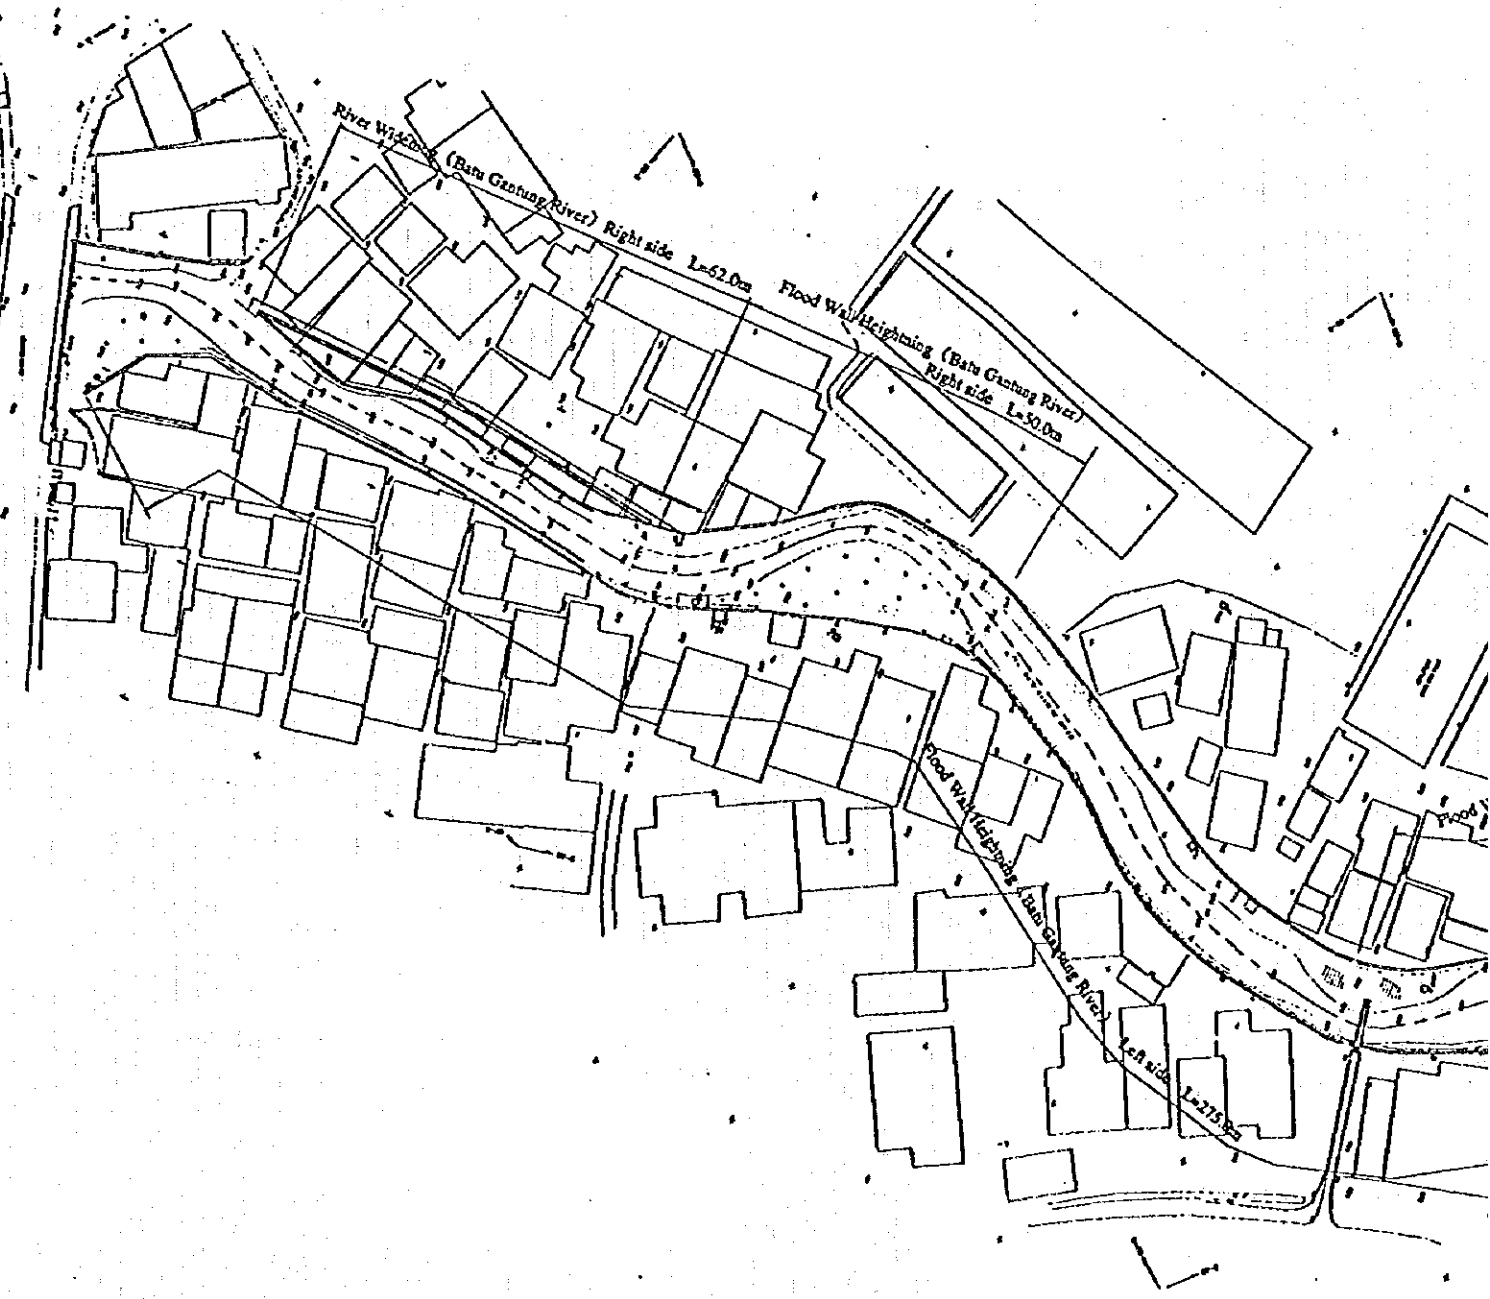 River Widening (Batu Gantung River) Right side L=62.0m
Flood Wall Heightning (Batu Gantung River)
Right side L=50.0m
Flood Wall Heightning (Batu Gantung River) Left side L=275.0m
Flood